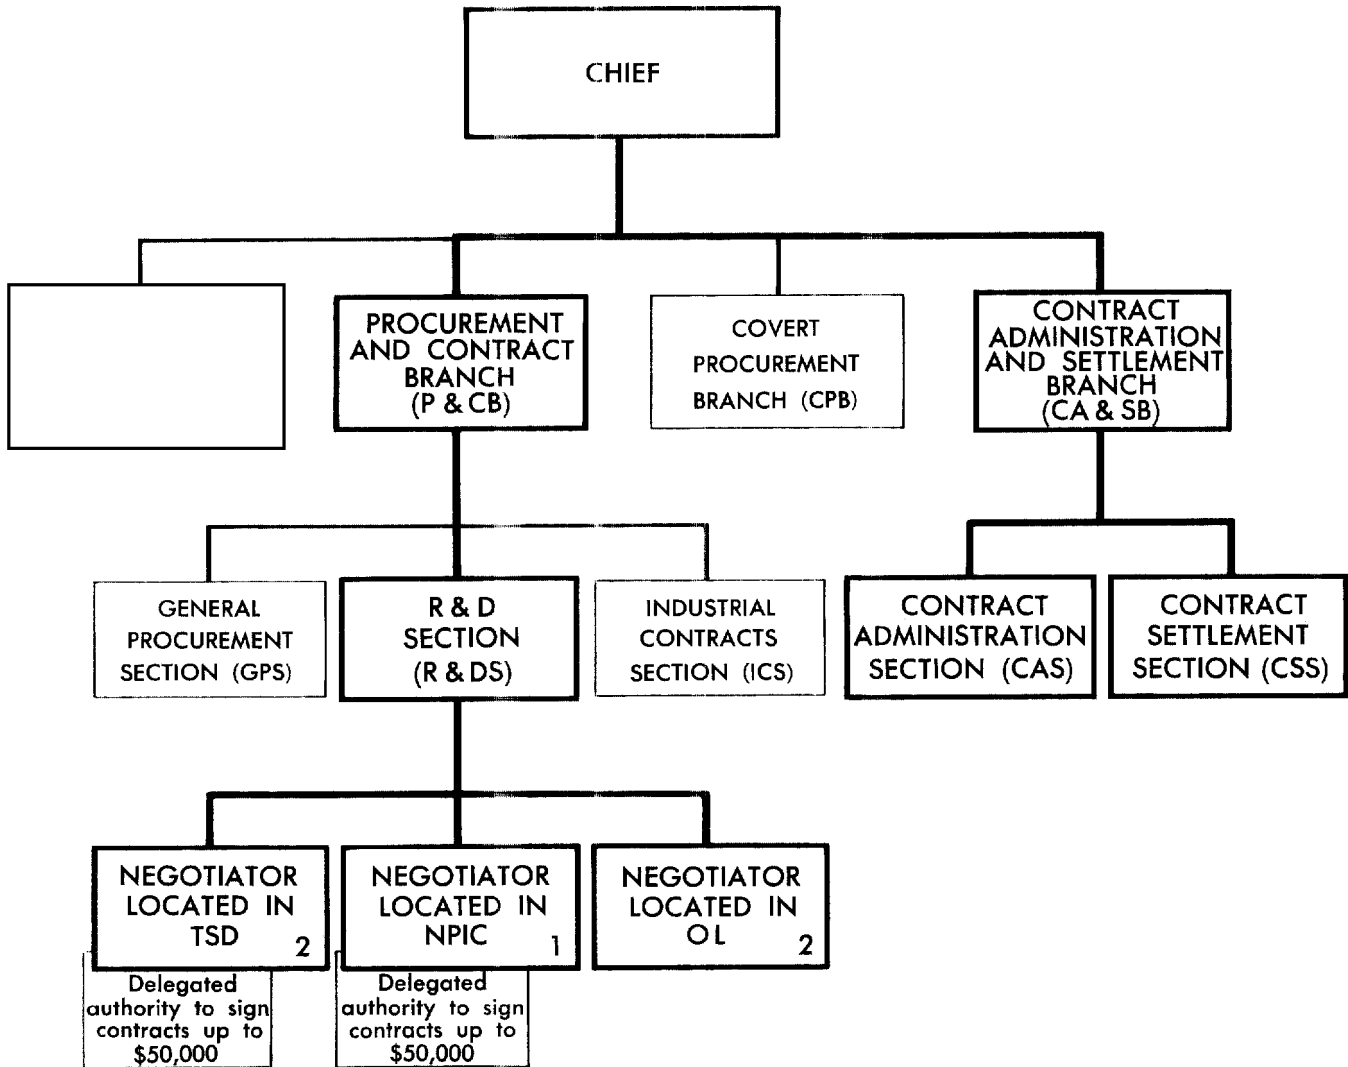 CHIEF
PROCUREMENT
AND CONTRACT
BRANCH
(P & CB)
COVERT
PROCUREMENT
BRANCH (CPB)
CONTRACT
ADMINISTRATION
AND SETTLEMENT
BRANCH
(CA & SB)
GENERAL
PROCUREMENT
SECTION (GPS)
R & D
SECTION
(R & DS)
INDUSTRIAL
CONTRACTS
SECTION (ICS)
CONTRACT
ADMINISTRATION
SECTION (CAS)
CONTRACT
SETTLEMENT
SECTION (CSS)
NEGOTIATOR
LOCATED IN
TSD 2
Delegated
authority to sign
contracts up to
$50,000
NEGOTIATOR
LOCATED IN
NPIC 1
Delegated
authority to sign
contracts up to
$50,000
NEGOTIATOR
LOCATED IN
OL 2